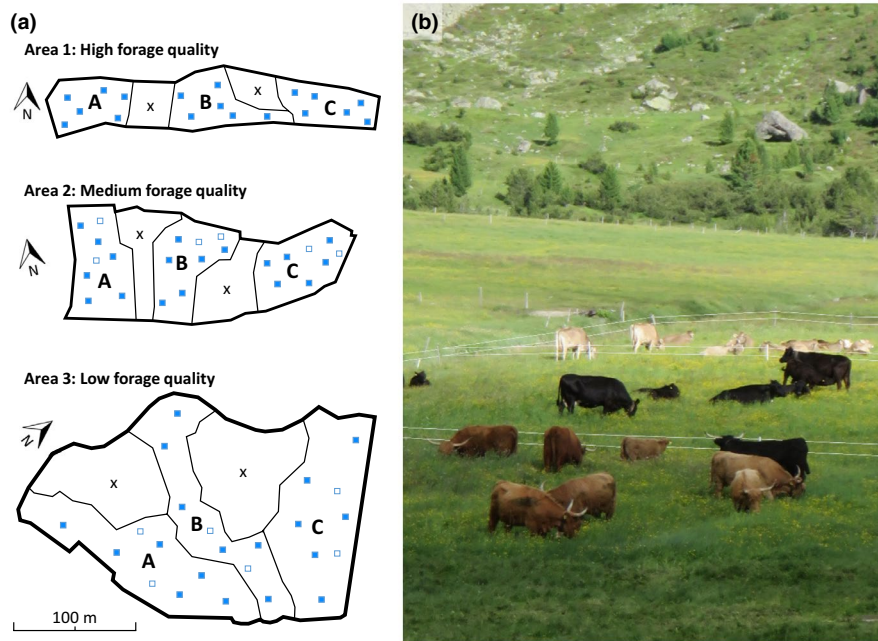 (a)
Area 1: High forage quality
N
A
x
B
x
C
Area 2: Medium forage quality
N
A
x
B
x
C
Area 3: Low forage quality
N
x
x
A
B
C
100 m
(b)